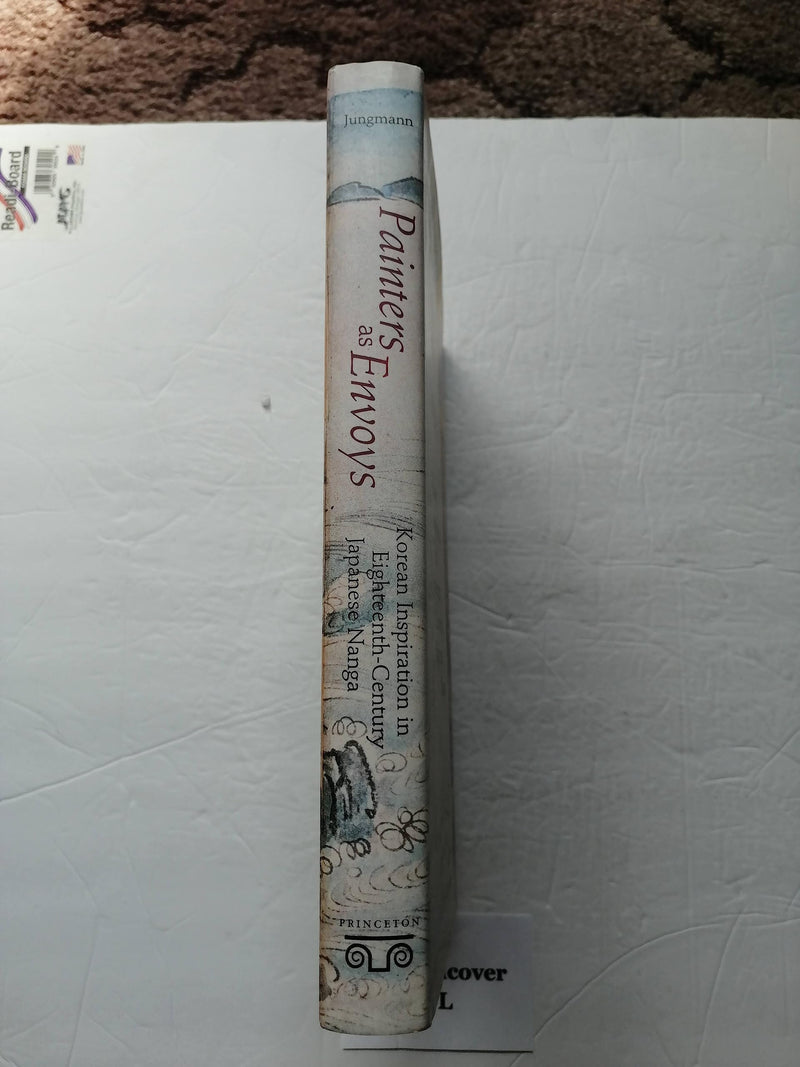 Jungmann
Painters
as Envoys
Korean Inspiration in
Eighteenth-Century
Japanese Nanga
PRINCETON
cover
L